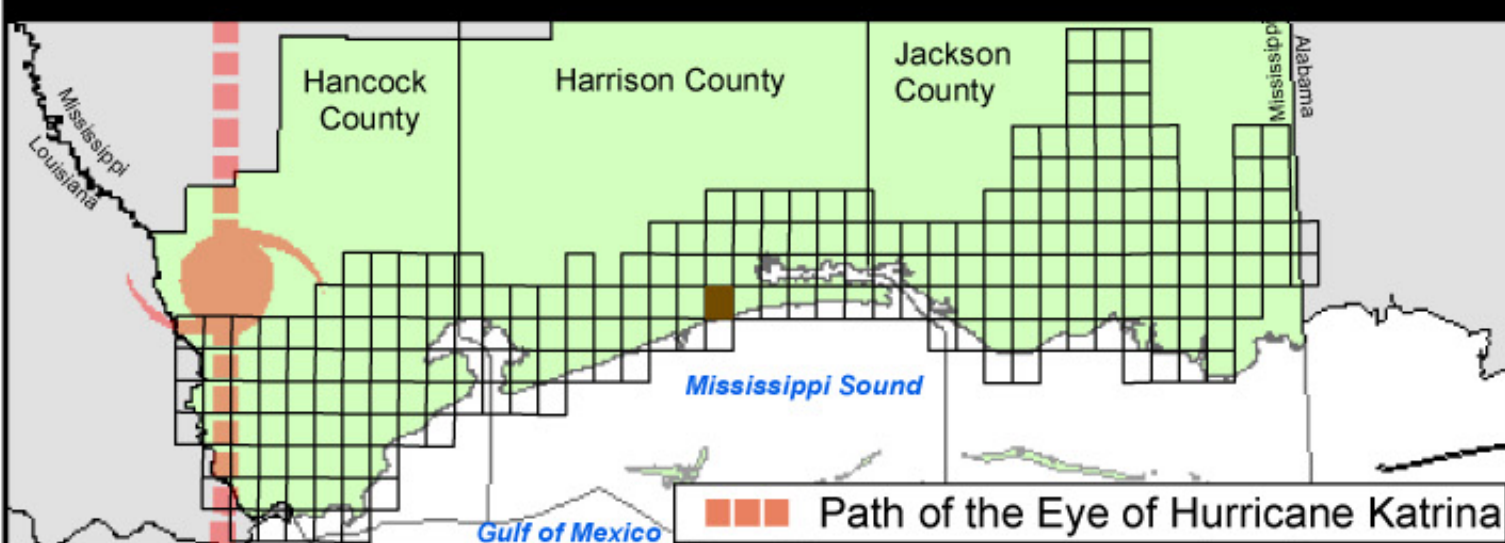 Mississippi
Louisiana
Hancock
County
Harrison County
Jackson
County
Mississippi
Alabama
Mississippi Sound
Gulf of Mexico
Path of the Eye of Hurricane Katrina